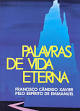 PALAVRAS
DE VIDA
ETERNA
FRANCISCO CÂNDIDO XAVIER
PELO ESPÍRITO DE EMMANUEL